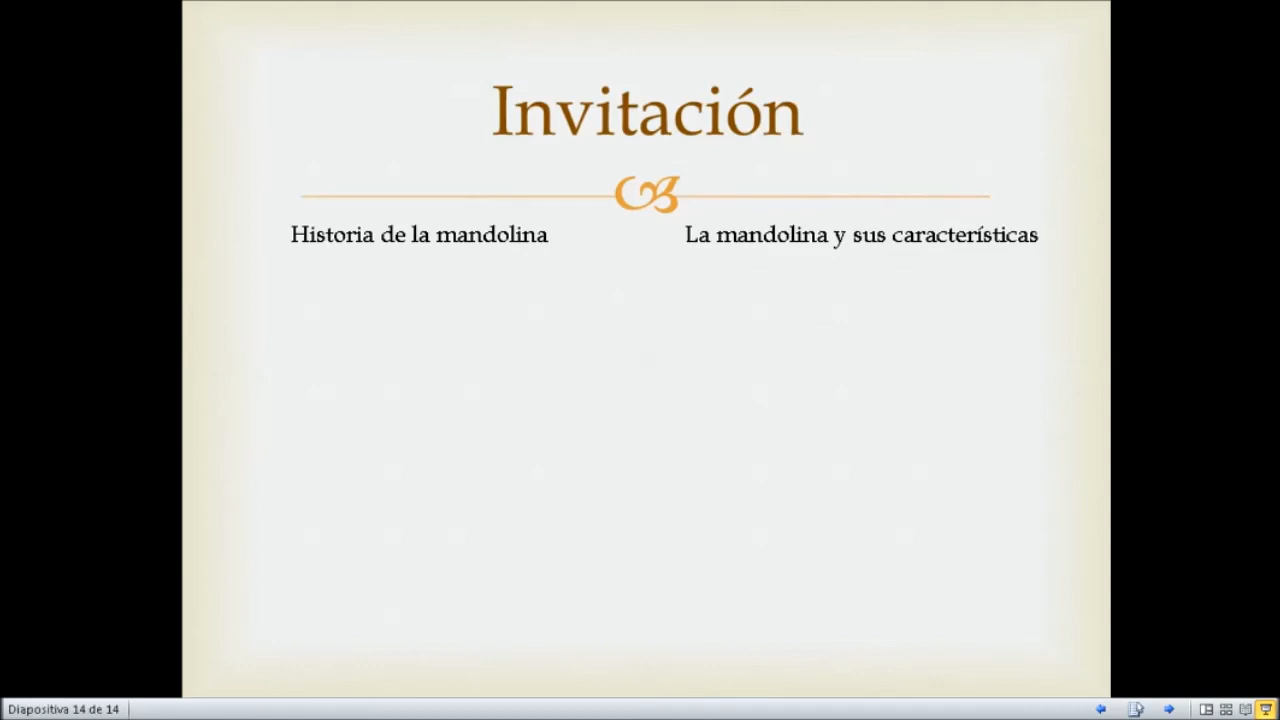 Invitación
Historia de la mandolina
La mandolina y sus características
Diapositiva 14 de 14